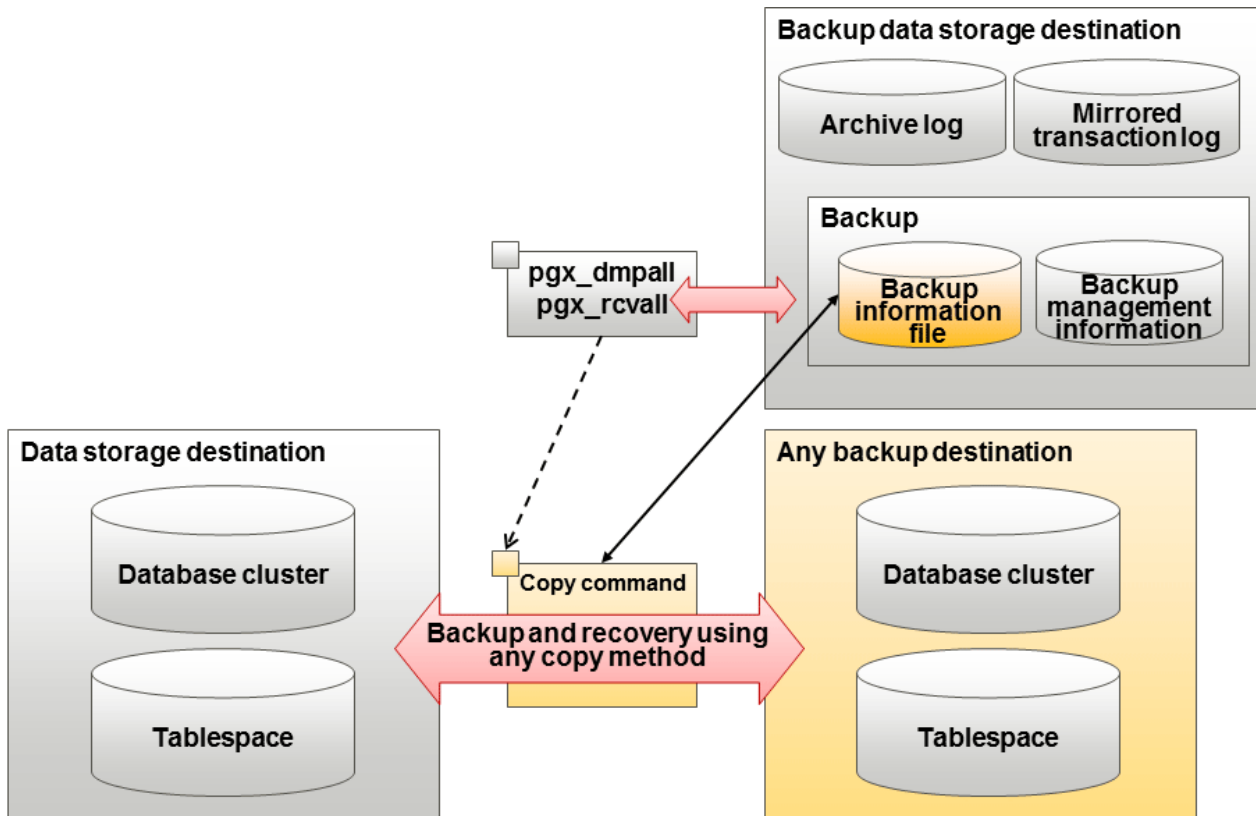 Backup data storage destination
Archive log
Mirrored
transaction log
Backup
pgx_dmpall
pgx_rcvall
Backup
information
file
Backup
management
information
Data storage destination
Any backup destination
Database cluster
Copy command
Database cluster
Backup and recovery using
any copy method
Tablespace
Tablespace